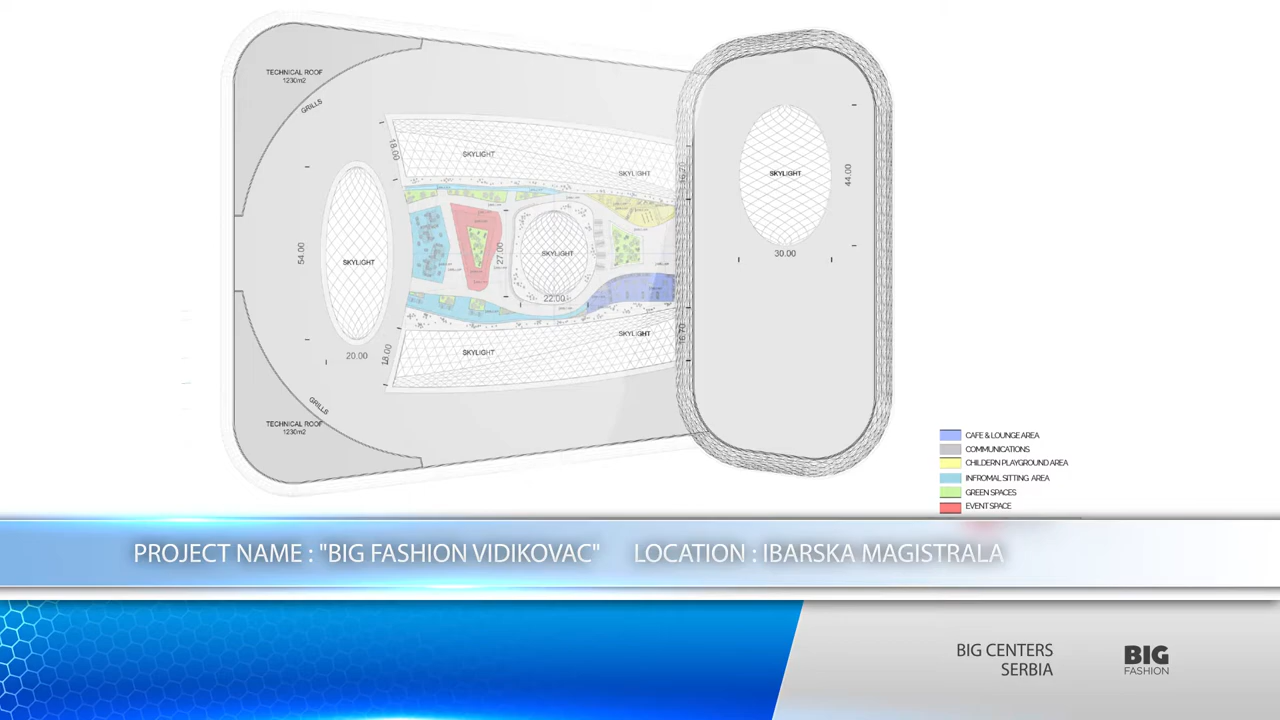 TECHNICAL ROOF
1230m2
GRILLS
18.00
SKYLIGHT
SKYLIGHT
SKYLIGHT
44.00
30.00
54.00
SKYLIGHT
20.00
27.00
SKYLIGHT
22.00
SKYLIGHT
SKYLIGHT
18.00
16.70
GRILLS
TECHNICAL ROOF
1230m2
CAFE & LOUNGE AREA
COMMUNICATIONS
CHILDERN PLAYGROUND AREA
INFROMAL SITTING AREA
GREEN SPACES
EVENT SPACE
PROJECT NAME : "BIG FASHION VIDIKOVAC" LOCATION : IBARSKA MAGISTRALA
BIG CENTERS
SERBIA
BIG
FASHION